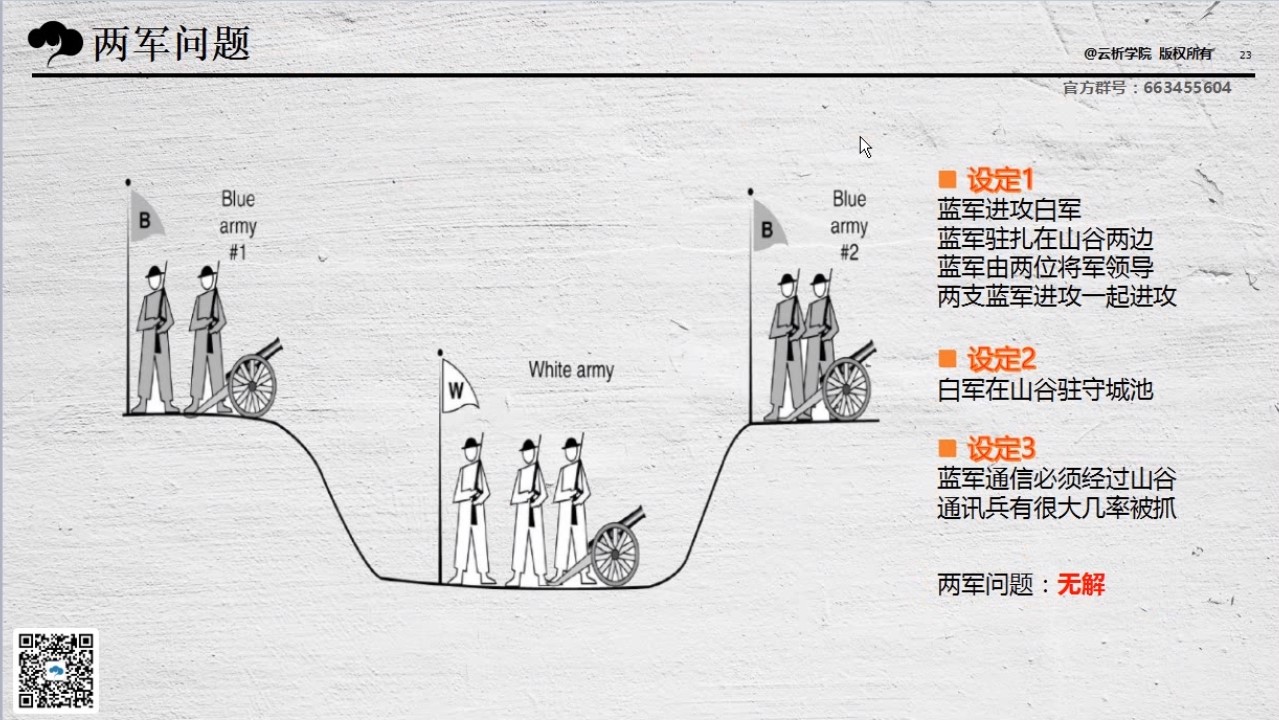 两军问题
@云析学院 版权所有
23
官方群号：663455604
Blue
army
#1
B
Blue
army
#2
B
White army
W
设定1
蓝军进攻白军
蓝军驻扎在山谷两边
蓝军由两位将军领导
两支蓝军进攻一起进攻
设定2
白军在山谷驻守城池
设定3
蓝军通信必须经过山谷
通讯兵有很大几率被抓
两军问题：无解